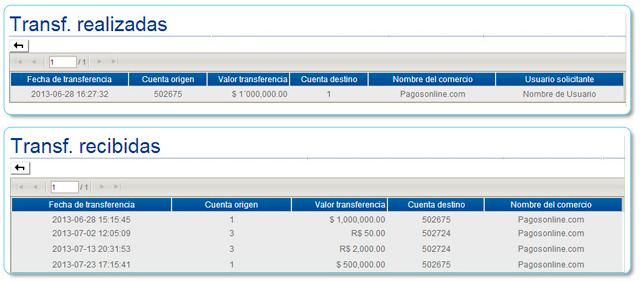 Transf. realizadas
1 / 1
Fecha de transferencia Cuenta origen Valor transferencia Cuenta destino Nombre del comercio Usuario solicitante
2013-06-28 16:27:32 502675 $ 1´000,000.00 1 Pagosonline.com Nombre de Usuario
Transf. recibidas
1 / 1
Fecha de transferencia Cuenta origen Valor transferencia Cuenta destino Nombre del comercio
2013-06-28 15:15:45 1 $ 1,000,000.00 502675 Pagosonline.com
2013-07-02 12:05:09 3 R$ 50.00 502724 Pagosonline.com
2013-07-13 20:31:53 3 R$ 2,000.00 502724 Pagosonline.com
2013-07-23 17:15:41 1 $ 500,000.00 502675 Pagosonline.com